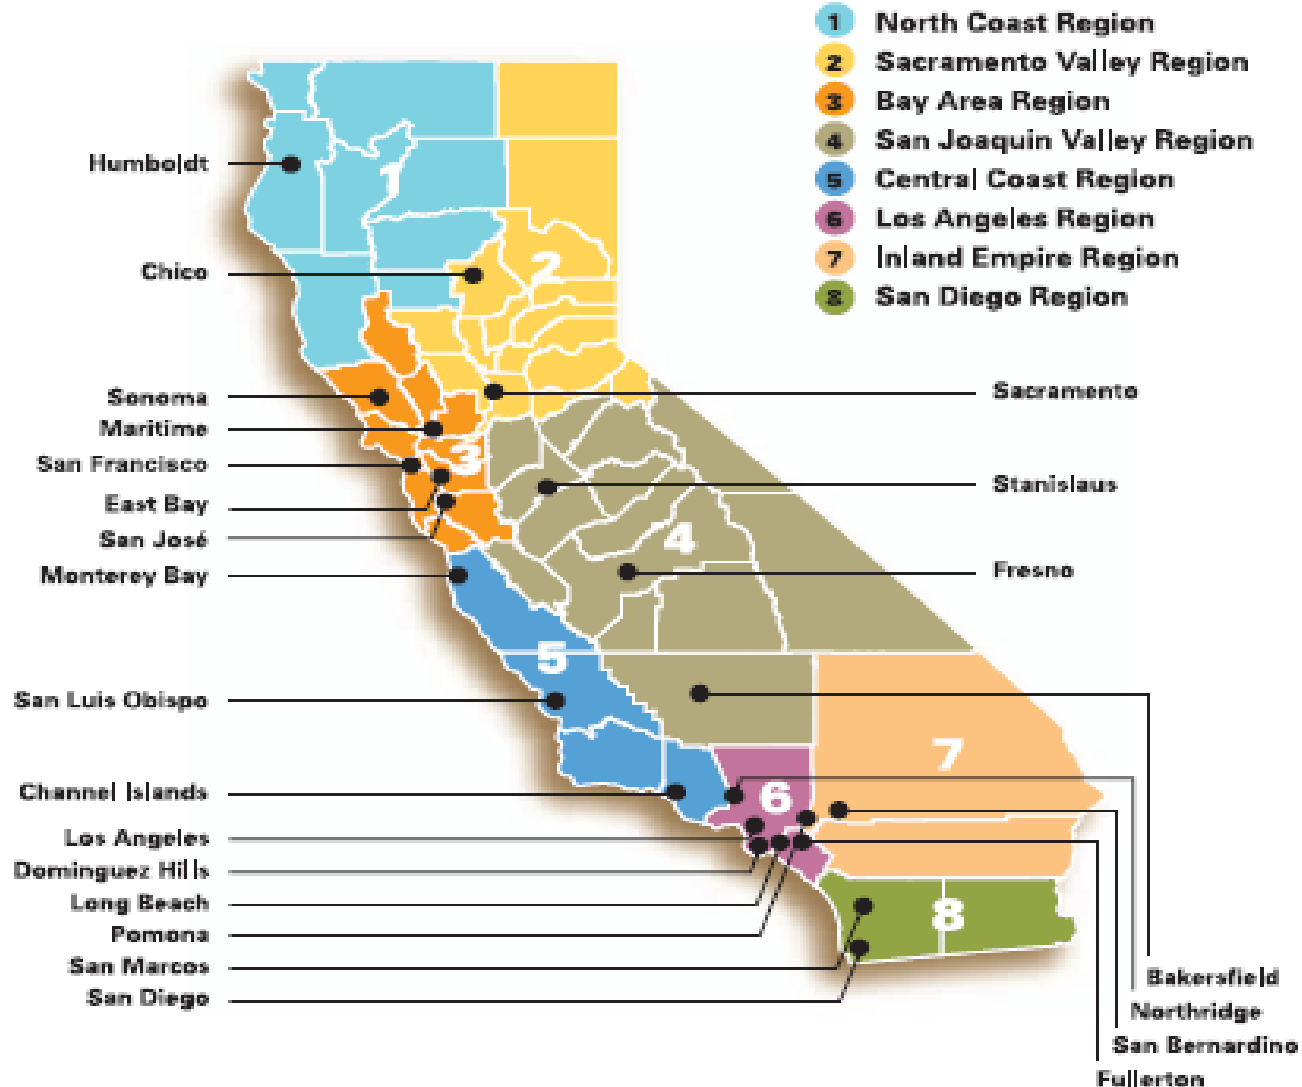 1 North Coast Region
2 Sacramento Valley Region
3 Bay Area Region
4 San Joaquin Valley Region
5 Central Coast Region
6 Los Angeles Region
7 Inland Empire Region
8 San Diego Region
Humboldt
1
Chico
2
Sonoma
Sacramento
Maritime
San Francisco
3
East Bay
Stanislaus
San José
4
Monterey Bay
Fresno
5
San Luis Obispo
7
Channel Islands
6
Los Angeles
Dominguez Hills
Long Beach
8
Pomona
San Marcos
San Diego
Bakersfield
Northridge
San Bernardino
Fullerton